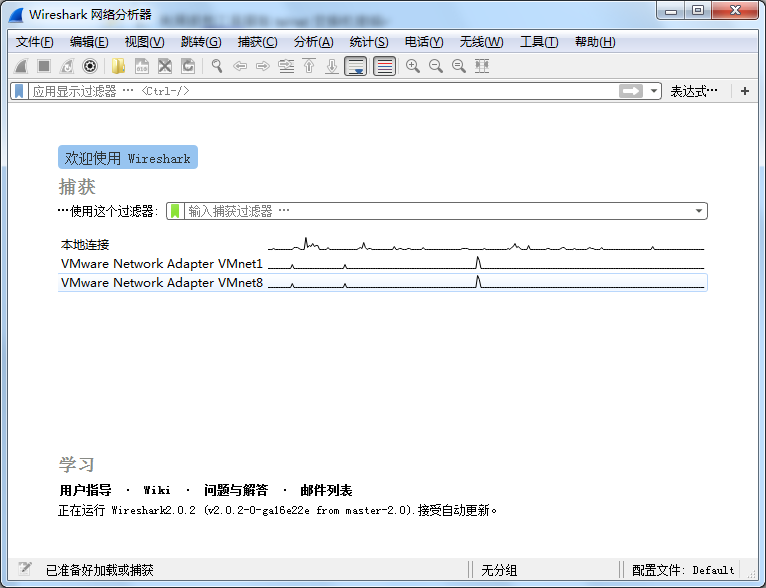 Wireshark 网络分析器
文件(F) 编辑(E) 视图(V) 跳转(G) 捕获(C) 分析(A) 统计(S) 电话(Y) 无线(W) 工具(T) 帮助(H)
应用显示过滤器 … <Ctrl-/> 表达式… +
欢迎使用 Wireshark
捕获
…使用这个过滤器: 输入捕获过滤器 …
本地连接
VMware Network Adapter VMnet1
VMware Network Adapter VMnet8
学习
用户指导 · Wiki · 问题与解答 · 邮件列表
正在运行 Wireshark2.0.2 (v2.0.2-0-ga16e22e from master-2.0).接受自动更新。
已准备好加载或捕获 无分组 配置文件: Default